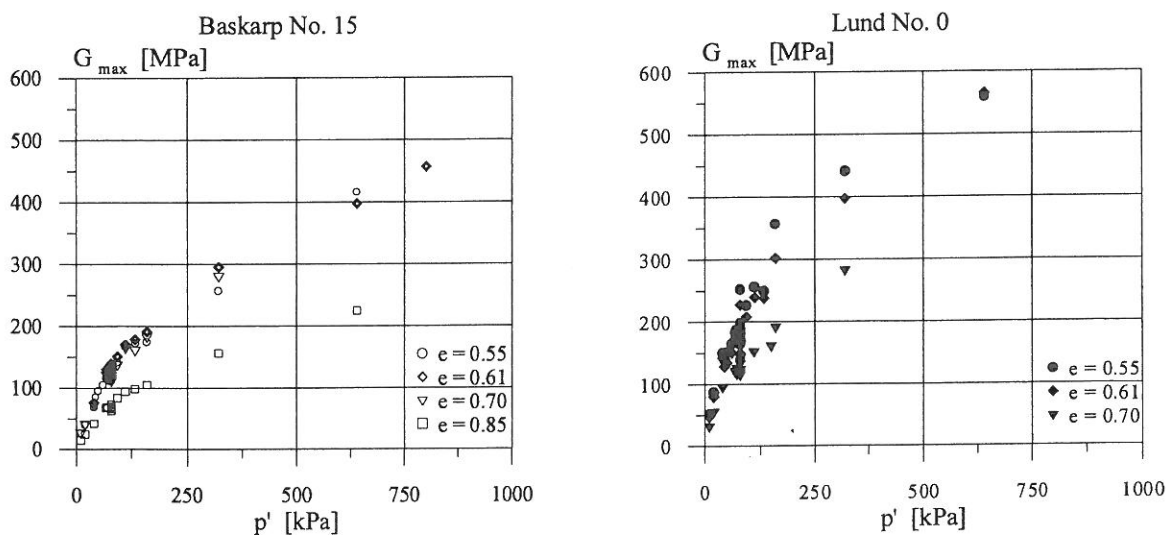 Baskarp No. 15
G max [MPa]
600
500
400
300
200
100
0
0 250 500 750 1000
p' [kPa]
e = 0.55
e = 0.61
e = 0.70
e = 0.85
Lund No. 0
G max [MPa]
600
500
400
300
200
100
0
0 250 500 750 1000
p' [kPa]
e = 0.55
e = 0.61
e = 0.70